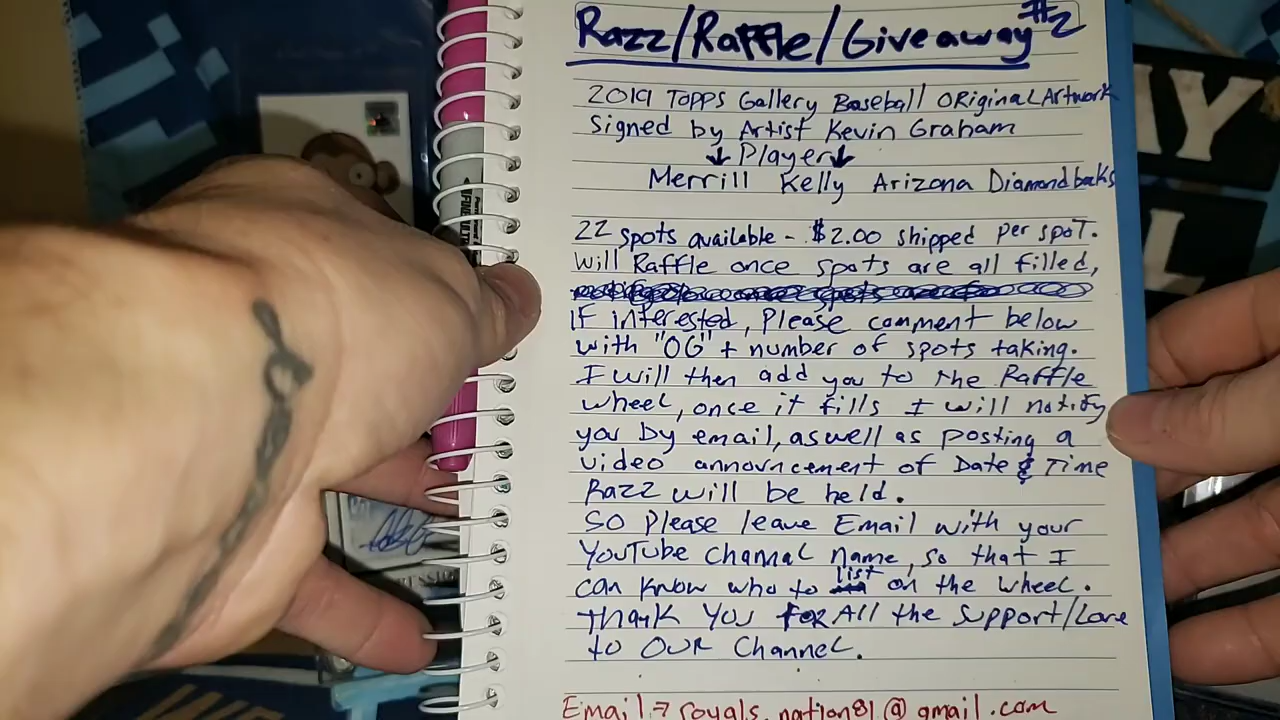 Razz/Raffle/Giveaway #2
2019 Topps Gallery Baseball ORiginal Artwork
Signed by Artist Kevin Graham
↓ Player ↓
Merrill Kelly Arizona Diamondbacks
22 spots available - $2.00 shipped per spot.
Will Raffle once spots are all filled,
If interested, Please comment below
with "OG" + number of spots taking.
I will then add you to the Raffle
wheel, once it fills I will notify
you by email, aswell as posting a
video announcement of Date & Time
Razz will be held.
SO Please leave Email with your
YouTube Channal name, so that I
can know who to list on the wheel.
Thank You for All the Support/Love
to OUR Channel.
Email → royals.nation81@gmail.com
Y
L